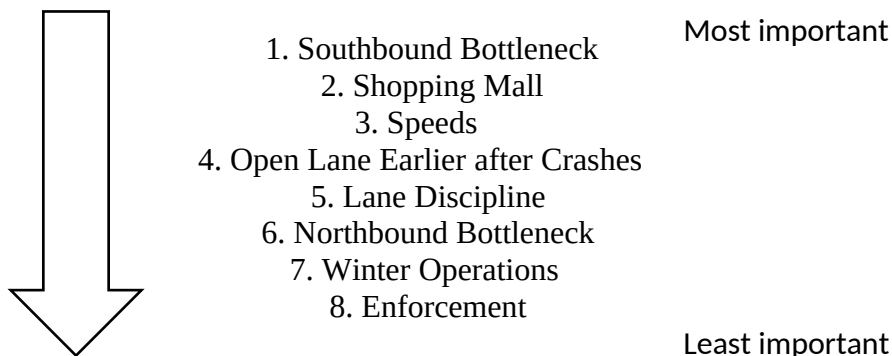 Most important
1. Southbound Bottleneck
2. Shopping Mall
3. Speeds
4. Open Lane Earlier after Crashes
5. Lane Discipline
6. Northbound Bottleneck
7. Winter Operations
8. Enforcement
Least important